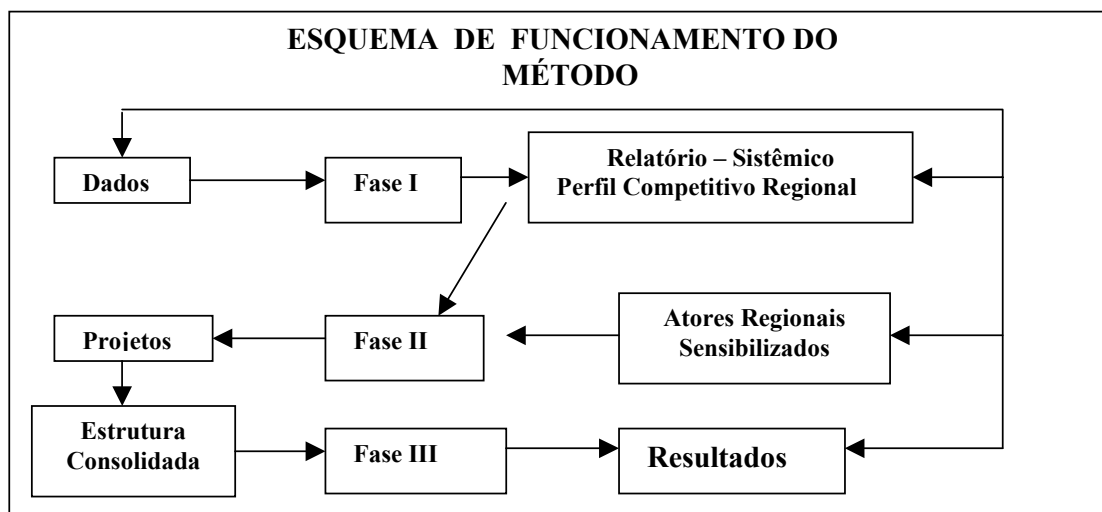 ESQUEMA DE FUNCIONAMENTO DO
MÉTODO
Dados
Fase I
Relatório – Sistêmico
Perfil Competitivo Regional
Projetos
Fase II
Atores Regionais
Sensibilizados
Estrutura
Consolidada
Fase III
Resultados